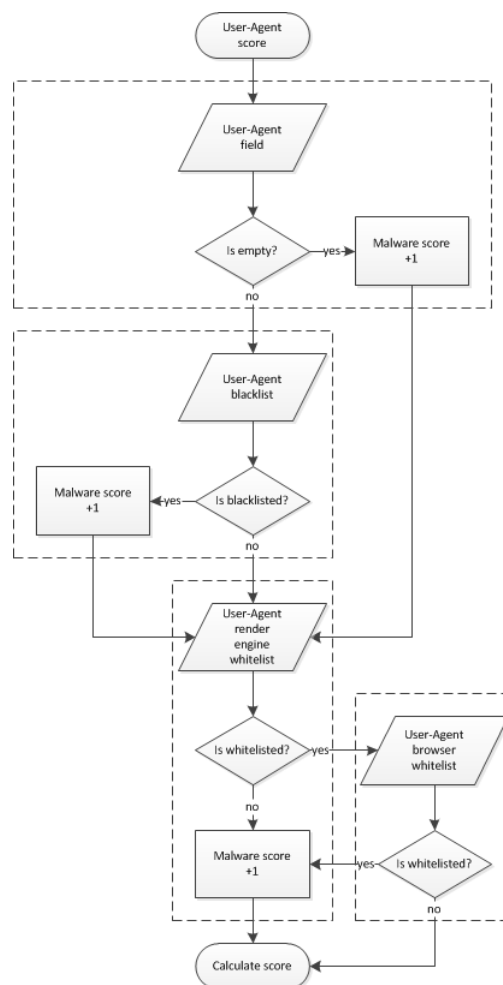 User-Agent
score
User-Agent
field
Is empty?
yes
Malware score
+1
no
User-Agent
blacklist
Malware score
+1
yes
Is blacklisted?
no
User-Agent
render
engine
whitelist
Is whitelisted?
yes
User-Agent
browser
whitelist
no
Malware score
+1
yes
Is whitelisted?
no
Calculate score